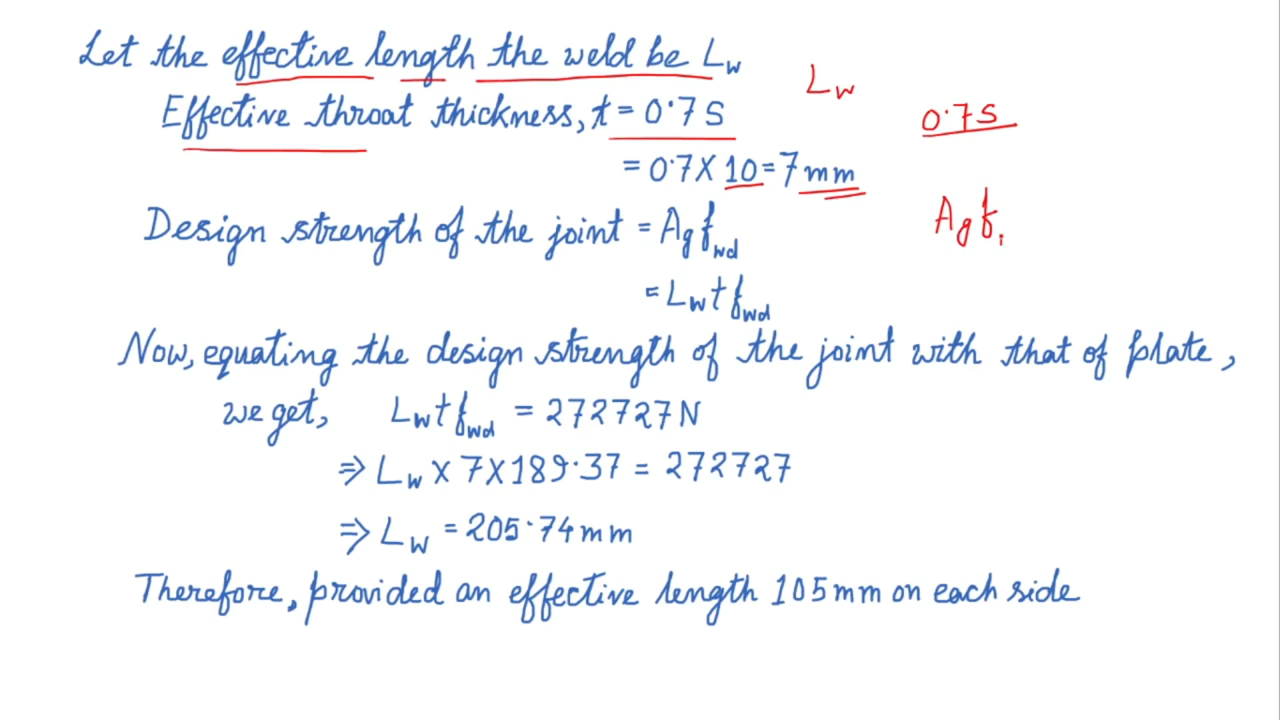 Let the effective length the weld be Lw
Lw
Effective throat thickness, t = 0.7 S
0.7S
= 0.7 X 10 = 7 mm
Design strength of the joint = Ag fwd
Ag f1
= Lw t fwd
Now, equating the design strength of the joint with that of plate,
we get, Lw t fwd = 272727 N
⇒ Lw x 7 X 189.37 = 272727
⇒ Lw = 205.74 mm
Therefore, provided an effective length 105mm on each side